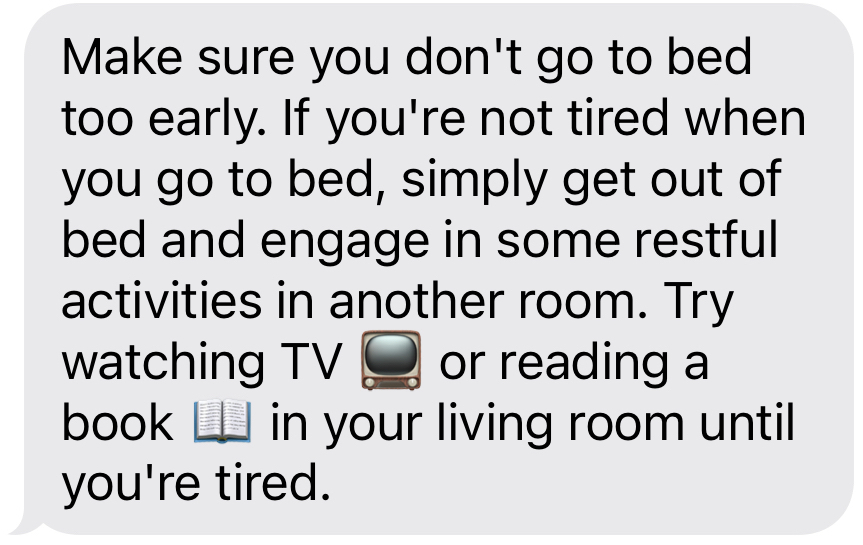 Make sure you don't go to bed
too early. If you're not tired when
you go to bed, simply get out of
bed and engage in some restful
activities in another room. Try
watching TV 📺 or reading a
book 📖 in your living room until
you're tired.